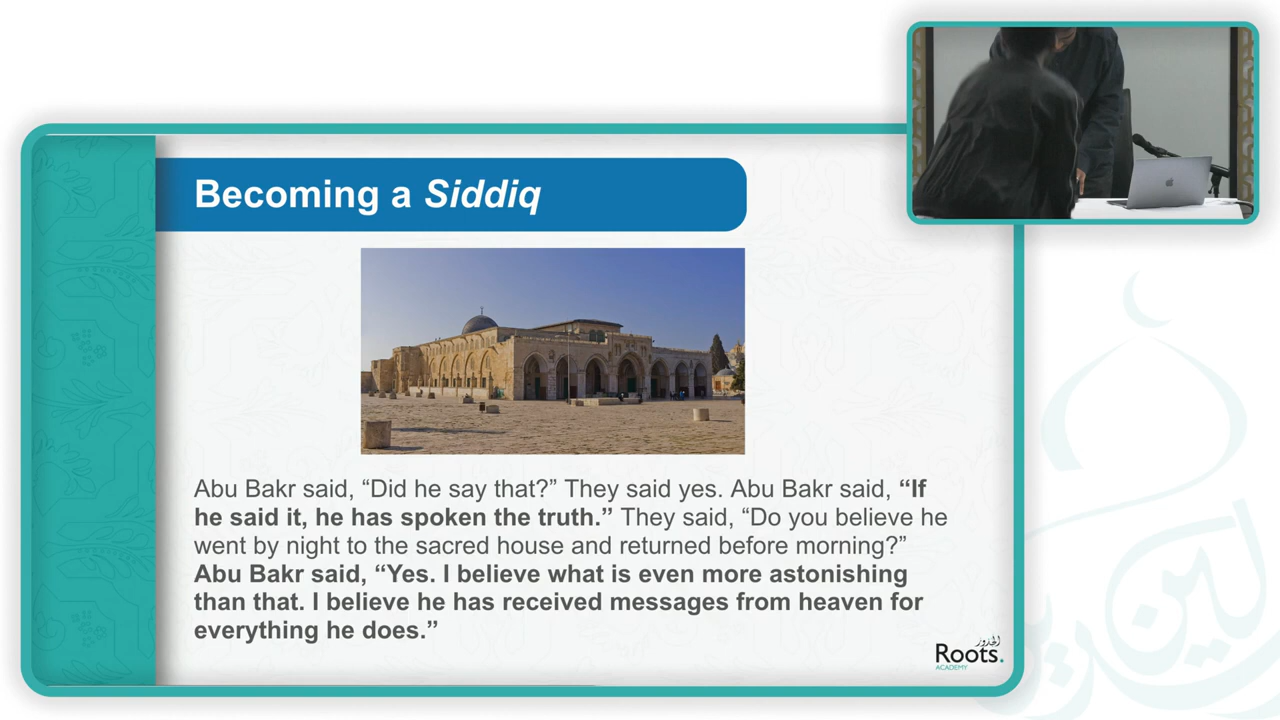 Becoming a Siddiq
Abu Bakr said, “Did he say that?” They said yes. Abu Bakr said, “If
he said it, he has spoken the truth.” They said, “Do you believe he
went by night to the sacred house and returned before morning?”
Abu Bakr said, “Yes. I believe what is even more astonishing
than that. I believe he has received messages from heaven for
everything he does.”
الجذور
Roots.
ACADEMY